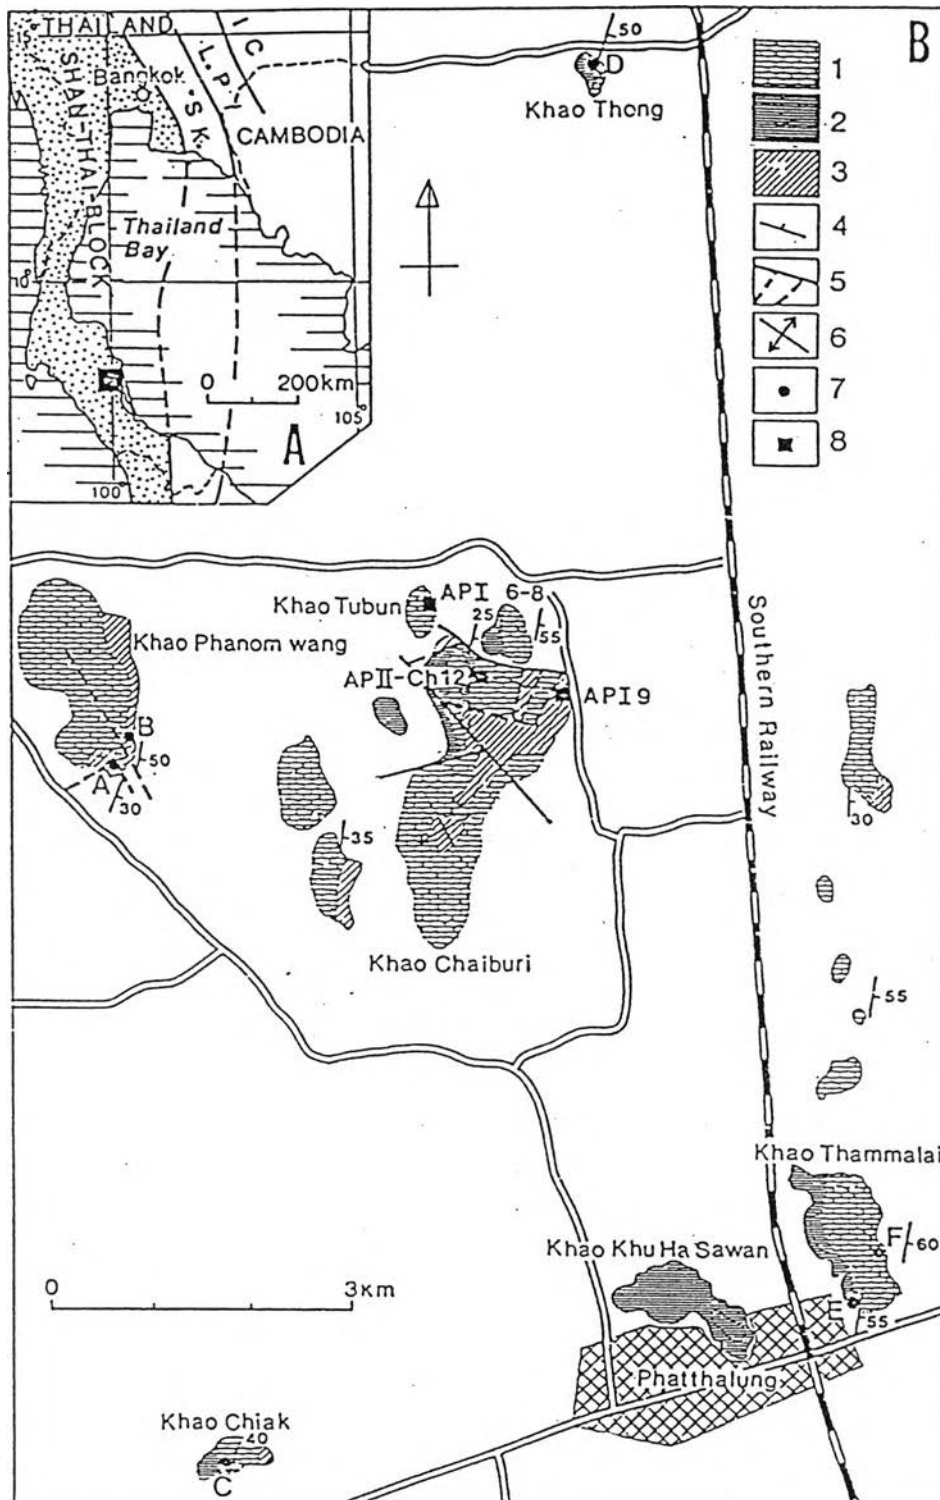 THAILAND
15°
Bangkok
SHAN-THAI BLOCK
S.K.
L.P.
I.C.
CAMBODIA
Thailand
Bay
10°
0 200km
105°
100°
A
B
50
D
Khao Thong
1
2
3
4
5
6
7
8
Khao Tubun
API 6-8
25
55
Khao Phanom wang
APII-Ch12
API9
B
50
A
30
35
Khao Chaiburi
Southern Railway
30
55
Khao Thammalai
F
60
Khao Khu Ha Sawan
E
55
0 3km
Phatthalung
Khao Chiak
40
C